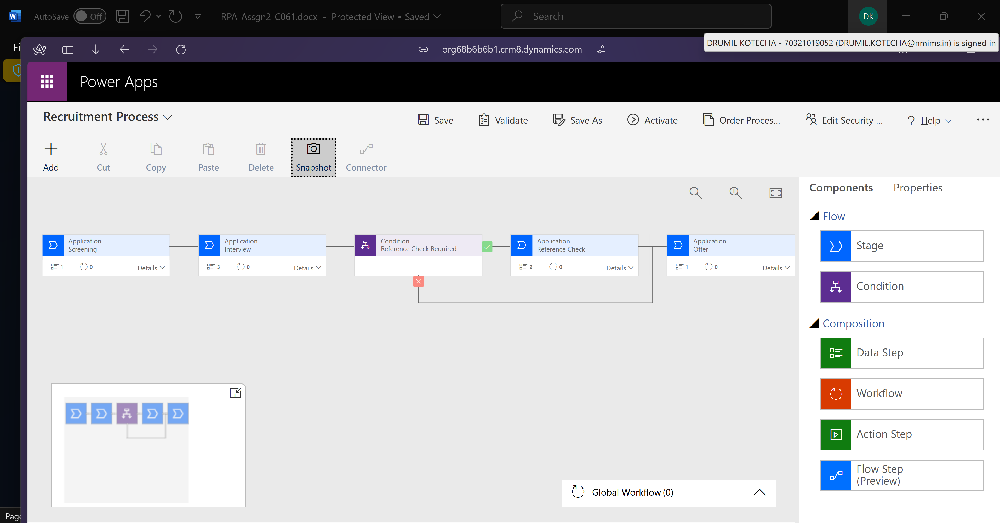 AutoSave Off RPA_Assgn2_C061.docx - Protected View • Saved Search DK
Fi
org68b6b6b1.crm8.dynamics.com
DRUMIL KOTECHA - 70321019052 (DRUMIL.KOTECHA@nmims.in) is signed in
Power Apps
Recruitment Process
Save Validate Save As Activate Order Proces... Edit Security ... Help
Add Cut Copy Paste Delete Snapshot Connector
Components Properties
Flow
Stage
Condition
Composition
Data Step
Workflow
Action Step
Flow Step
(Preview)
Application
Screening
1 0 Details
Application
Interview
3 0 Details
Condition
Reference Check Required
Application
Reference Check
2 0 Details
Application
Offer
1 0 Details
Global Workflow (0)
Page